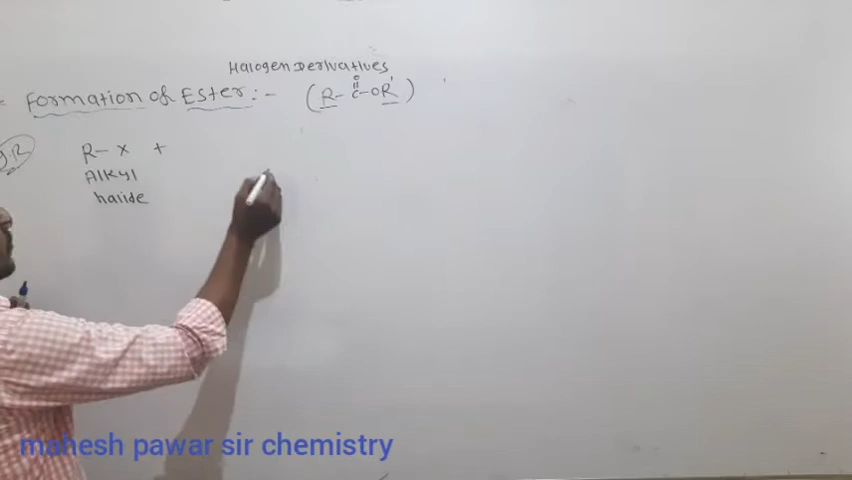 Halogen Derivatives
Formation of Ester :- (R-C-OR')
O
G.R
R- X +
Alkyl
halide
mahesh pawar sir chemistry